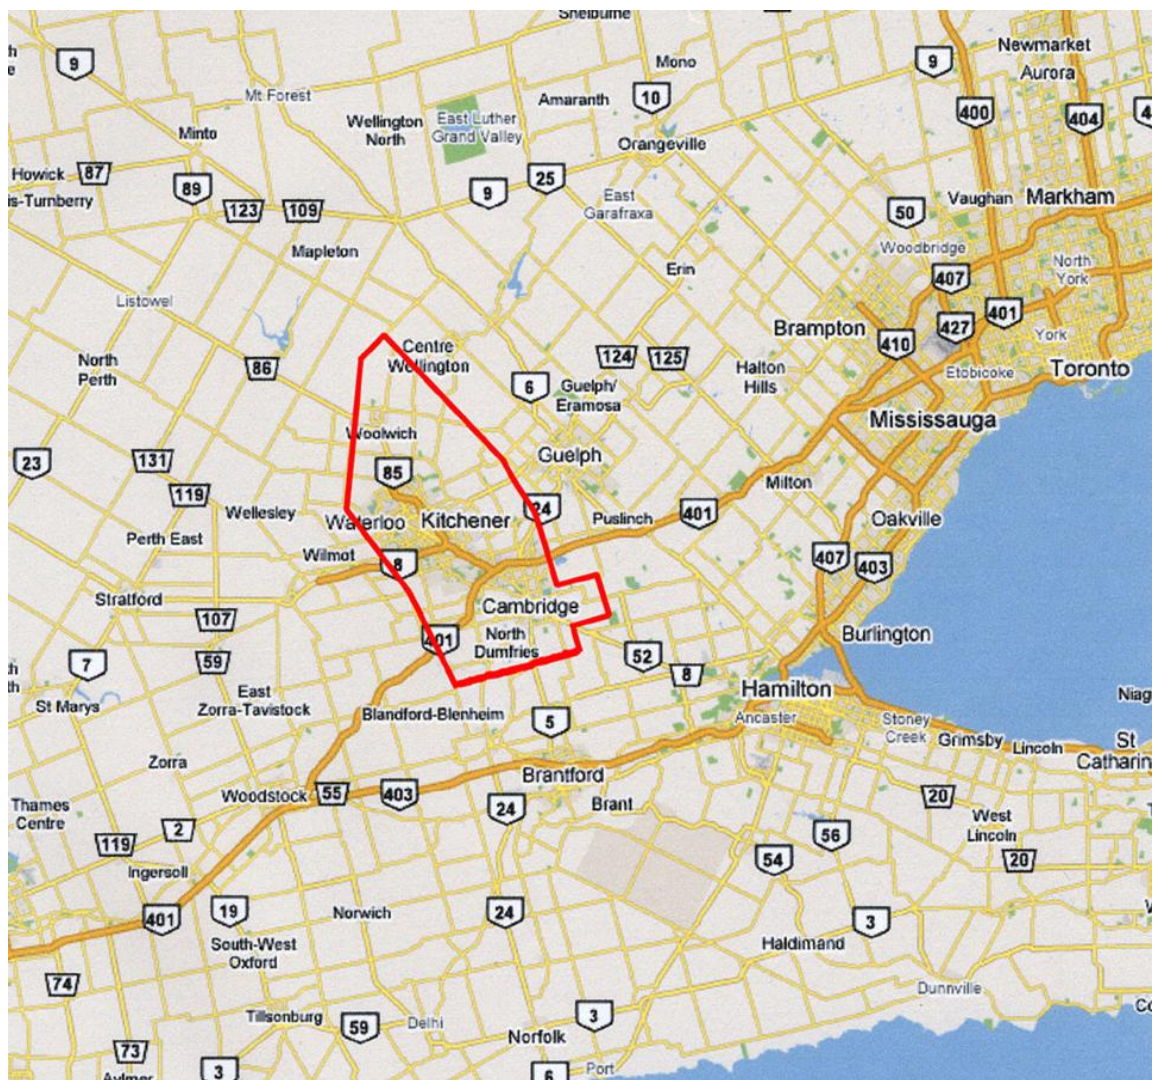 Shelburne
Newmarket
9
9
Mono
Aurora
Mt Forest
Amaranth
10
400
404
Wellington
North
East Luther
Grand Valley
Minto
Orangeville
Howick
87
89
25
9
East
Garafraxa
Vaughan
Markham
is-Turnberry
123
109
50
Mapleton
Woodbridge
North
York
Erin
407
Listowel
401
Brampton
427
410
York
Centre
Wellington
124
125
North
Perth
86
Halton
Hills
Etobicoke
Toronto
6
Guelph/
Eramosa
Mississauga
Woolwich
23
131
85
Guelph
119
Milton
Wellesley
Waterloo
Kitchener
24
Puslinch
401
Oakville
Perth East
Wilmot
8
407
403
Stratford
Cambridge
107
401
North
Dumfries
Burlington
7
59
52
8
St Marys
East
Zorra-Tavistock
Hamilton
Blandford-Blenheim
5
Ancaster
Stoney
Creek
Grimsby
Lincoln
St
Catharin
Zorra
Brantford
Woodstock
55
403
24
Brant
20
Thames
Centre
2
56
West
Lincoln
119
54
20
Ingersoll
401
19
Norwich
24
3
South-West
Oxford
Haldimand
74
Dunnville
Tillsonburg
59
Delhi
3
Norfolk
73
3
6
Port